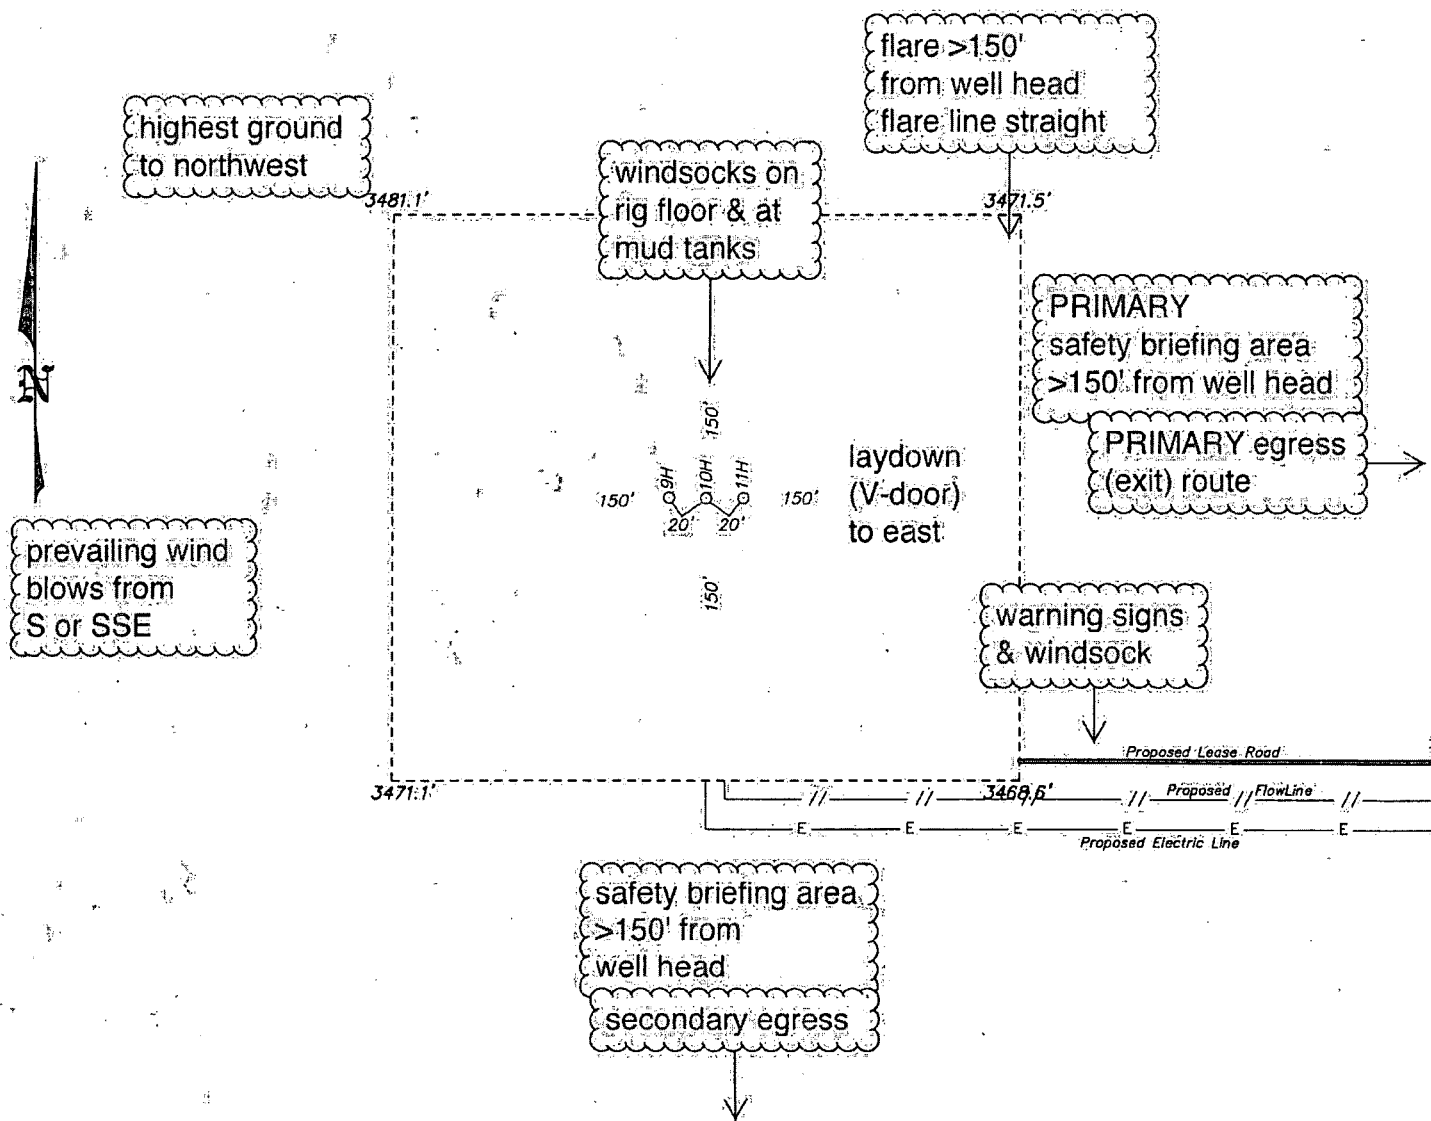 flare >150'
from well head
flare line straight
highest ground
to northwest
windsocks on
rig floor & at
mud tanks
3481.1'
3471.5'
PRIMARY
safety briefing area
>150' from well head
PRIMARY egress
(exit) route
N
150'
9H
10H
11H
150'
150'
20'
20'
150'
laydown
(V-door)
to east
prevailing wind
blows from
S or SSE
warning signs
& windsock
Proposed Lease Road
3471.1'
3468.6'
// // // // // //
Proposed FlowLine
E E E E E E
Proposed Electric Line
safety briefing area
>150' from
well head
secondary egress